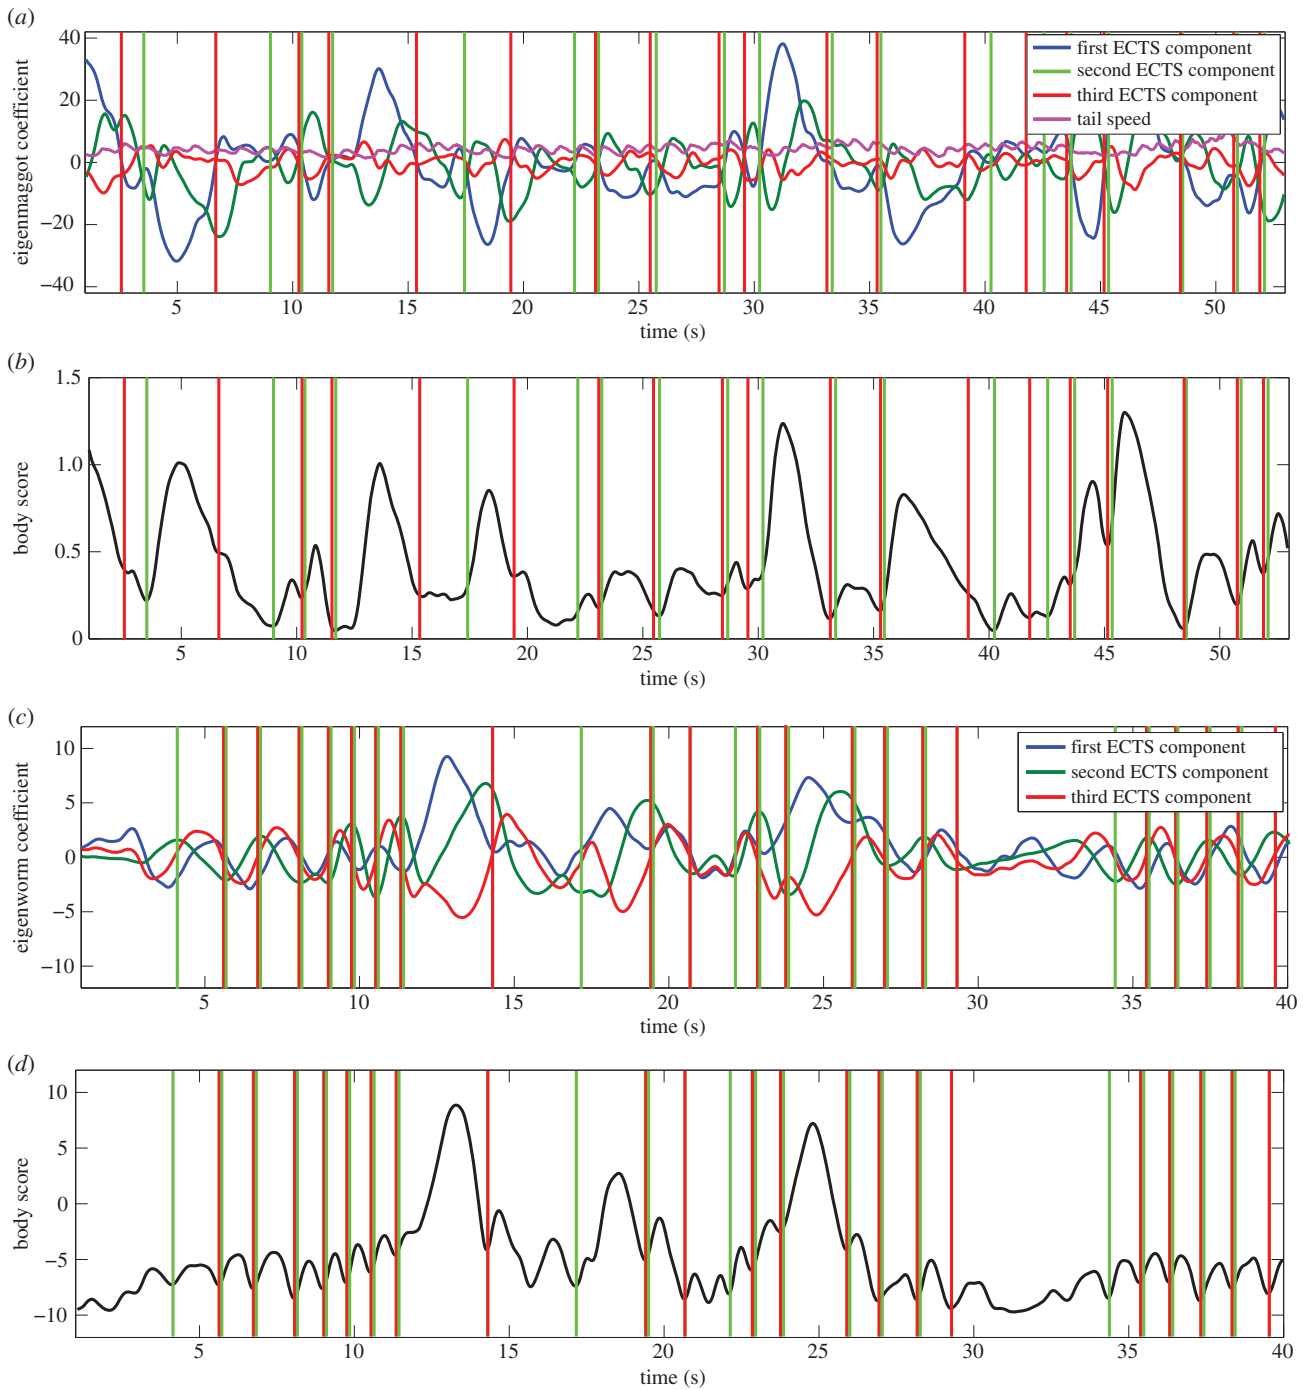 (a)
40
20
0
−20
−40
eigenmaggot coefficient
first ECTS component
second ECTS component
third ECTS component
tail speed
5 10 15 20 25 30 35 40 45 50
time (s)
(b)
1.5
1.0
0.5
0
body score
5 10 15 20 25 30 35 40 45 50
time (s)
(c)
10
5
0
−5
−10
eigenworm coefficient
first ECTS component
second ECTS component
third ECTS component
5 10 15 20 25 30 35 40
time (s)
(d)
10
5
0
−5
−10
body score
5 10 15 20 25 30 35 40
time (s)